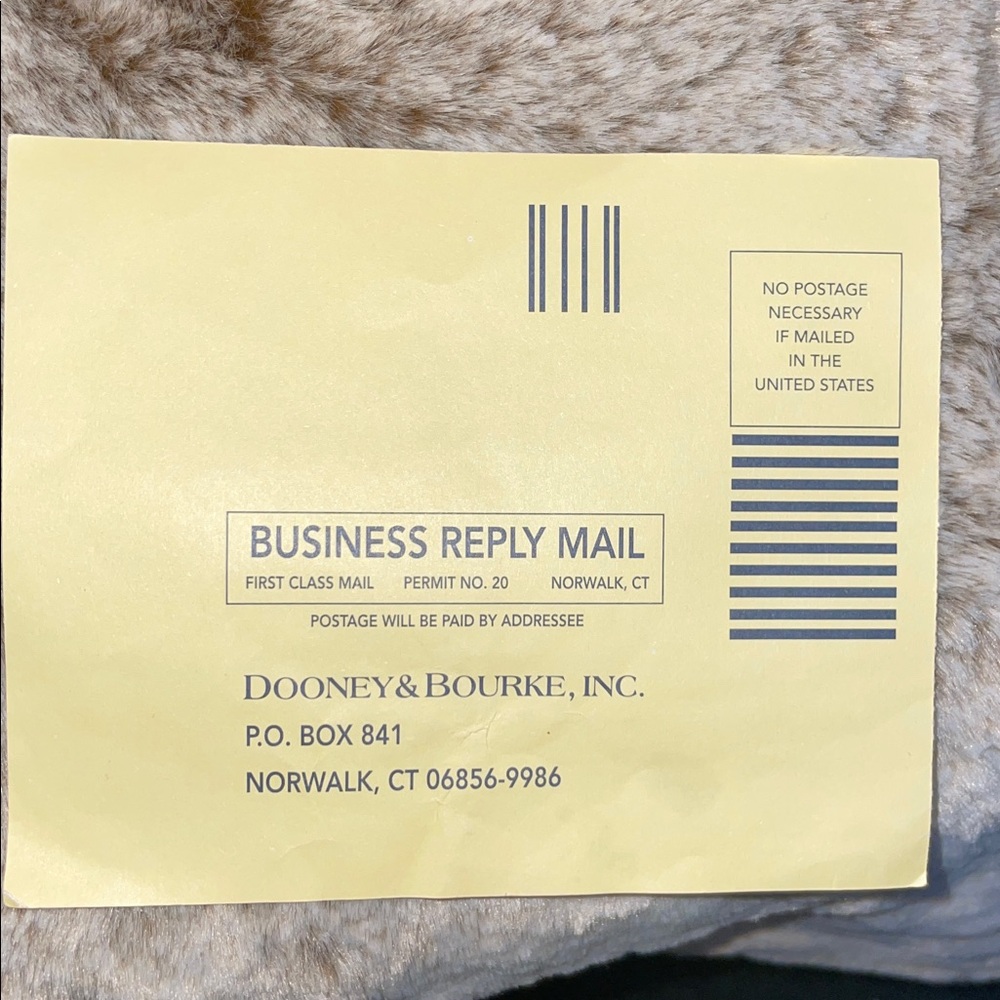 NO POSTAGE
NECESSARY
IF MAILED
IN THE
UNITED STATES
BUSINESS REPLY MAIL
FIRST CLASS MAIL PERMIT NO. 20 NORWALK, CT
POSTAGE WILL BE PAID BY ADDRESSEE
DOONEY & BOURKE, INC.
P.O. BOX 841
NORWALK, CT 06856-9986